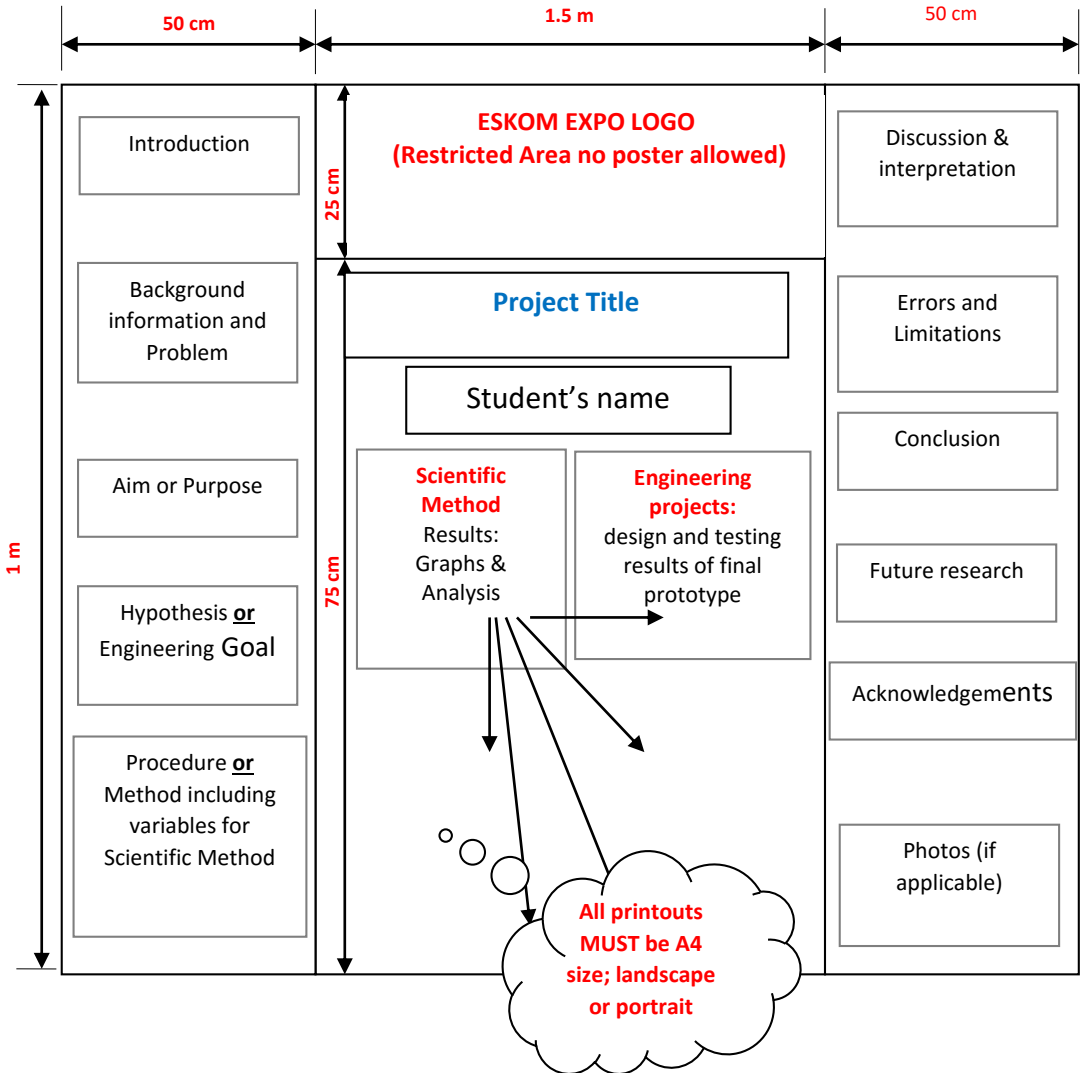 50 cm
1.5 m
50 cm
1 m
Introduction
Background
information and
Problem
Aim or Purpose
Hypothesis or
Engineering Goal
Procedure or
Method including
variables for
Scientific Method
25 cm
ESKOM EXPO LOGO
(Restricted Area no poster allowed)
75 cm
Project Title
Student’s name
Scientific
Method
Results:
Graphs &
Analysis
Engineering
projects:
design and testing
results of final
prototype
All printouts
MUST be A4
size; landscape
or portrait
Discussion &
interpretation
Errors and
Limitations
Conclusion
Future research
Acknowledgements
Photos (if
applicable)